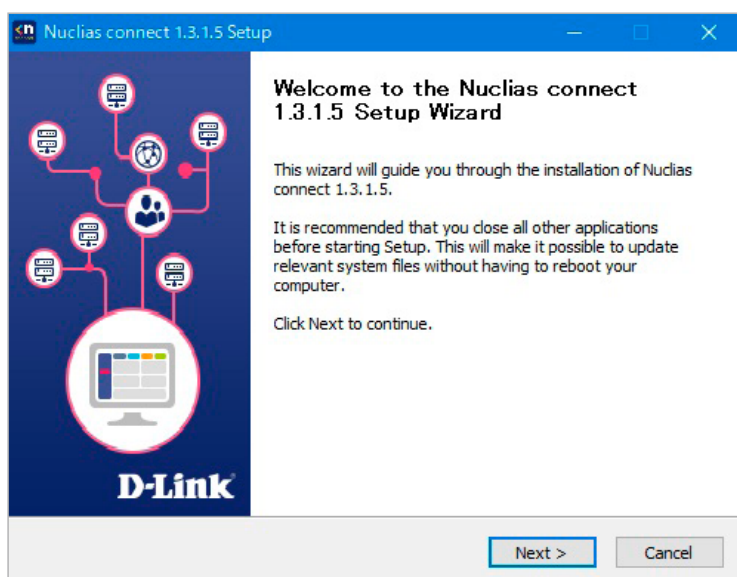 Nuclias connect 1.3.1.5 Setup
Welcome to the Nuclias connect
1.3.1.5 Setup Wizard
This wizard will guide you through the installation of Nuclias
connect 1.3.1.5.
It is recommended that you close all other applications
before starting Setup. This will make it possible to update
relevant system files without having to reboot your
computer.
Click Next to continue.
D-Link
Next >
Cancel